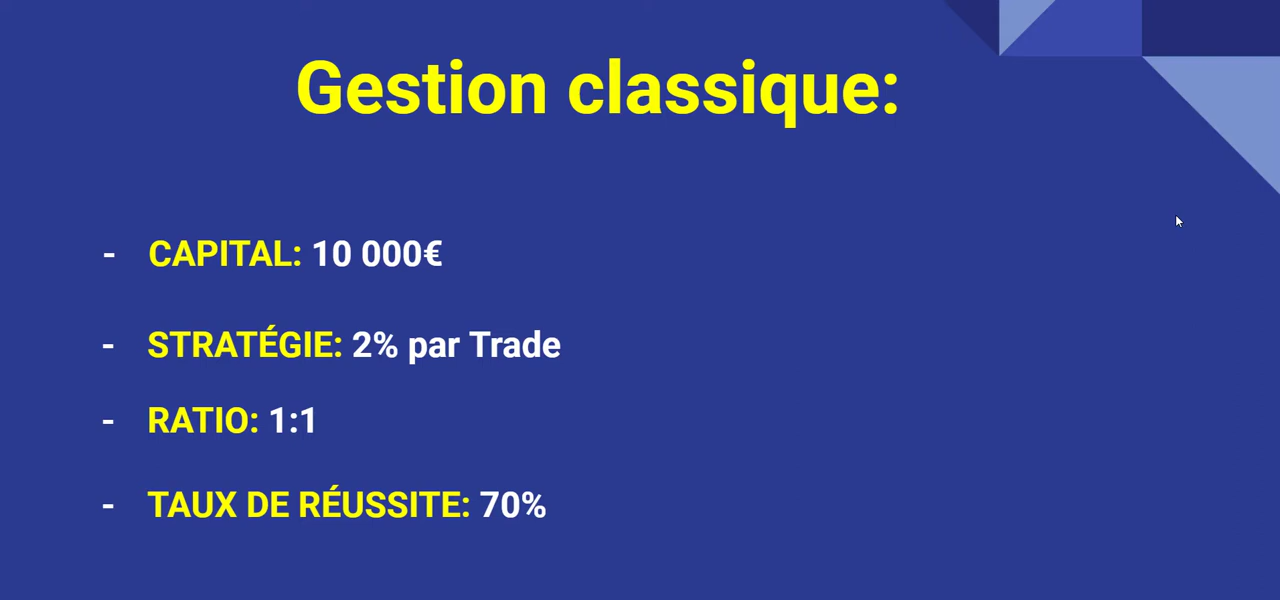 Gestion classique:
- CAPITAL: 10 000€
- STRATÉGIE: 2% par Trade
- RATIO: 1:1
- TAUX DE RÉUSSITE: 70%